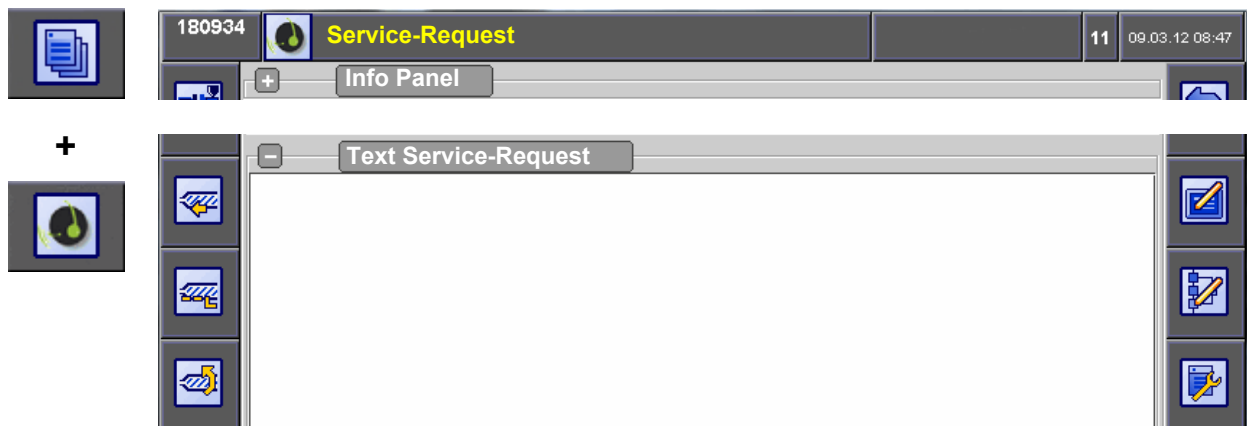 180934 Service-Request 11 09.03.12 08:47
+ Info Panel
+
- Text Service-Request